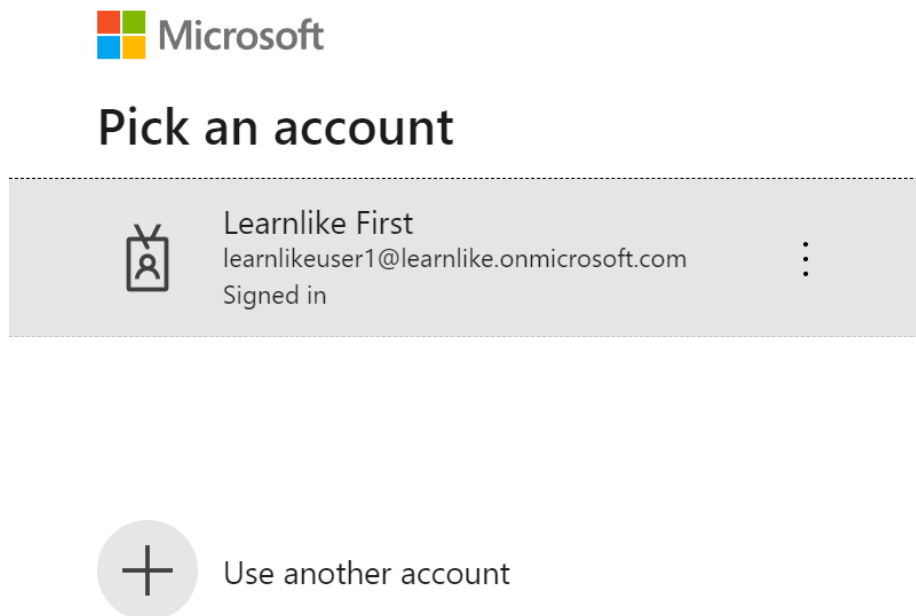 Microsoft
Pick an account
Learnlike First
learnlikeuser1@learnlike.onmicrosoft.com
Signed in
Use another account